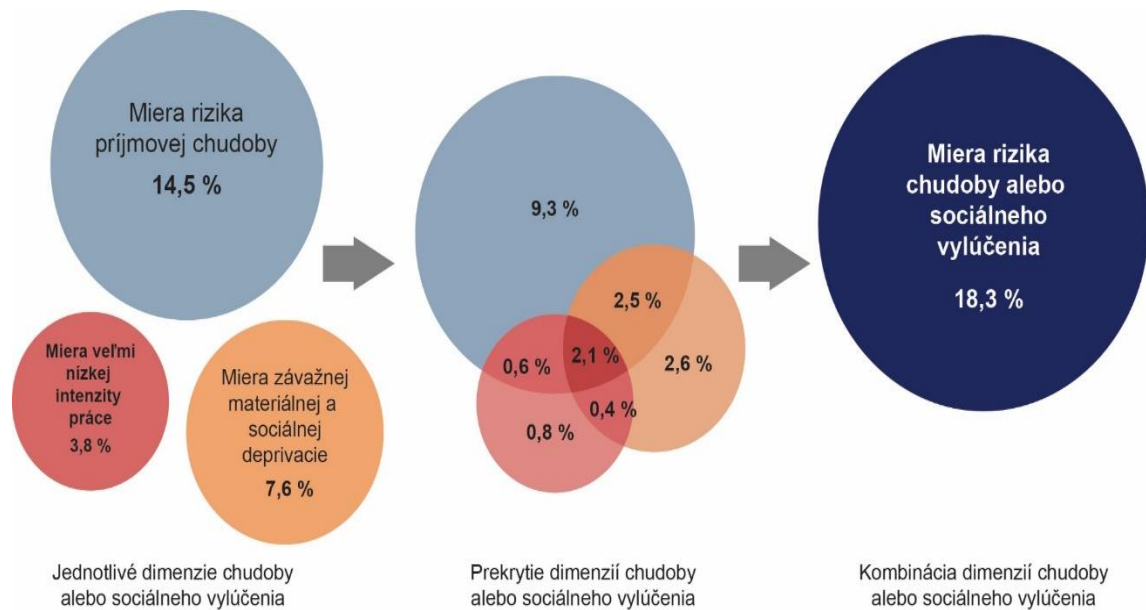 Miera rizika
príjmovej chudoby
14,5 %
Miera veľmi
nízkej
intenzity
práce
3,8 %
Miera závažnej
materiálnej a
sociálnej
deprivacie
7,6 %
Jednotlivé dimenzie chudoby
alebo sociálneho vylúčenia
9,3 %
2,5 %
0,6 %
2,1 %
2,6 %
0,4 %
0,8 %
Prekrytie dimenzií chudoby
alebo sociálneho vylúčenia
Miera rizika
chudoby alebo
sociálneho
vylúčenia
18,3 %
Kombinácia dimenzií chudoby
alebo sociálneho vylúčenia